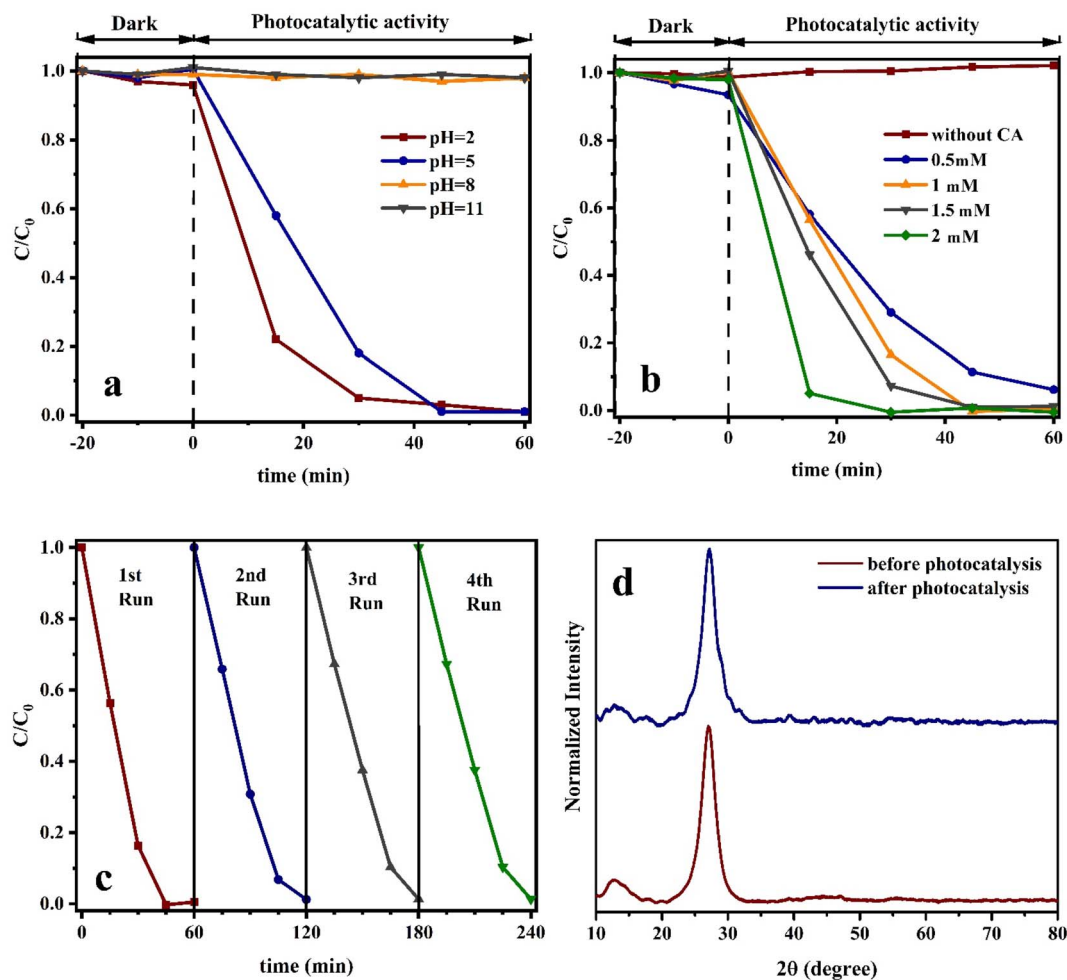 Dark Photocatalytic activity
1.0
0.8
0.6
0.4
0.2
0.0
C/C0
pH=2
pH=5
pH=8
pH=11
a
-20 0 20 40 60
time (min)
Dark Photocatalytic activity
1.0
0.8
0.6
0.4
0.2
0.0
C/C0
without CA
0.5mM
1 mM
1.5 mM
2 mM
b
-20 0 20 40 60
time (min)
1.0
0.8
0.6
0.4
0.2
0.0
C/C0
1st
Run
2nd
Run
3rd
Run
4th
Run
c
0 30 60 90 120 150 180 210 240
time (min)
Normalized Intensity
d
before photocatalysis
after photocatalysis
10 20 30 40 50 60 70 80
2θ (degree)